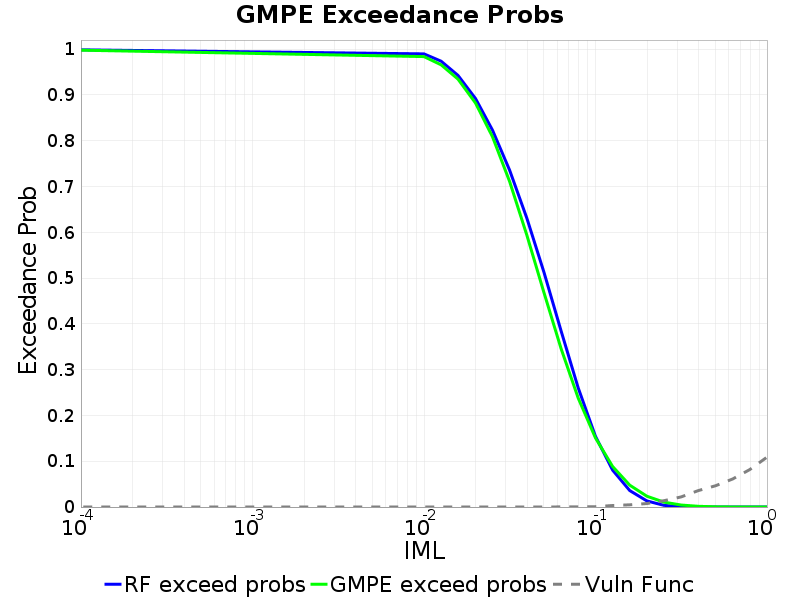 GMPE Exceedance Probs
Exceedance Prob
1
0.9
0.8
0.7
0.6
0.5
0.4
0.3
0.2
0.1
0
10-4 10-3 10-2 10-1 100
IML
RF exceed probs GMPE exceed probs Vuln Func